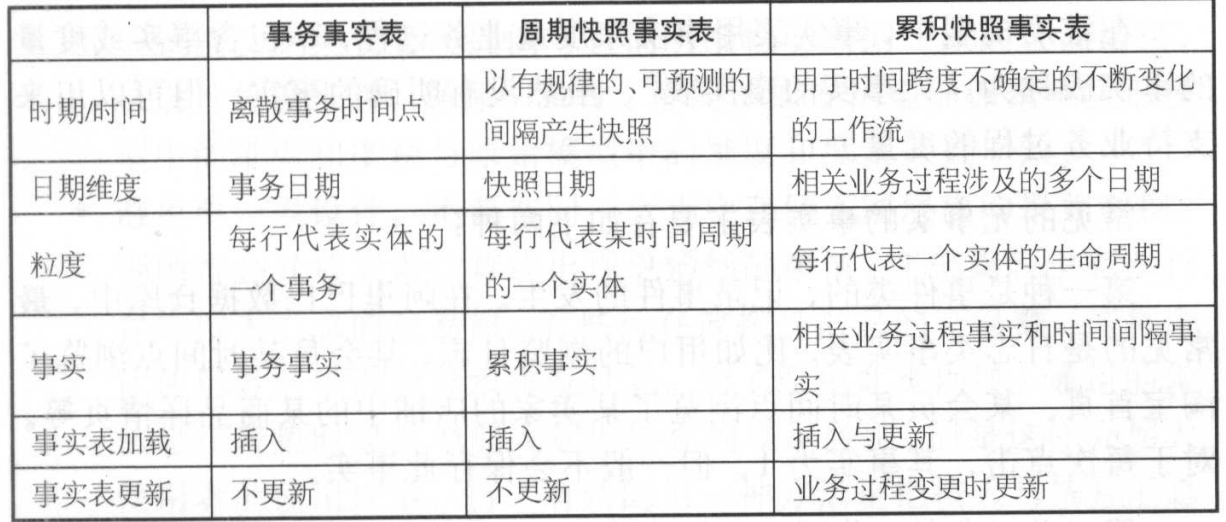 事务事实表 周期快照事实表 累积快照事实表
时期/时间 离散事务时间点 以有规律的、可预测的 用于时间跨度不确定的不断变化
间隔产生快照 的工作流
日期维度 事务日期 快照日期 相关业务过程涉及的多个日期
粒度 每行代表实体的 每行代表某时间周期 每行代表一个实体的生命周期
一个事务 的一个实体
事实 事务事实 累积事实 相关业务过程事实和时间间隔事
实
事实表加载 插入 插入 插入与更新
事实表更新 不更新 不更新 业务过程变更时更新